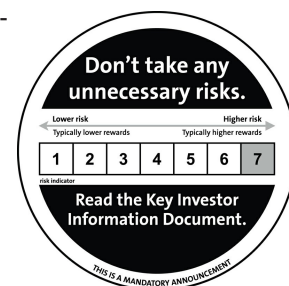 Don't take any
unnecessary risks.
Lower risk Higher risk
Typically lower rewards Typically higher rewards
1 2 3 4 5 6 7
risk indicator
Read the Key Investor
Information Document.
THIS IS A MANDATORY ANNOUNCEMENT